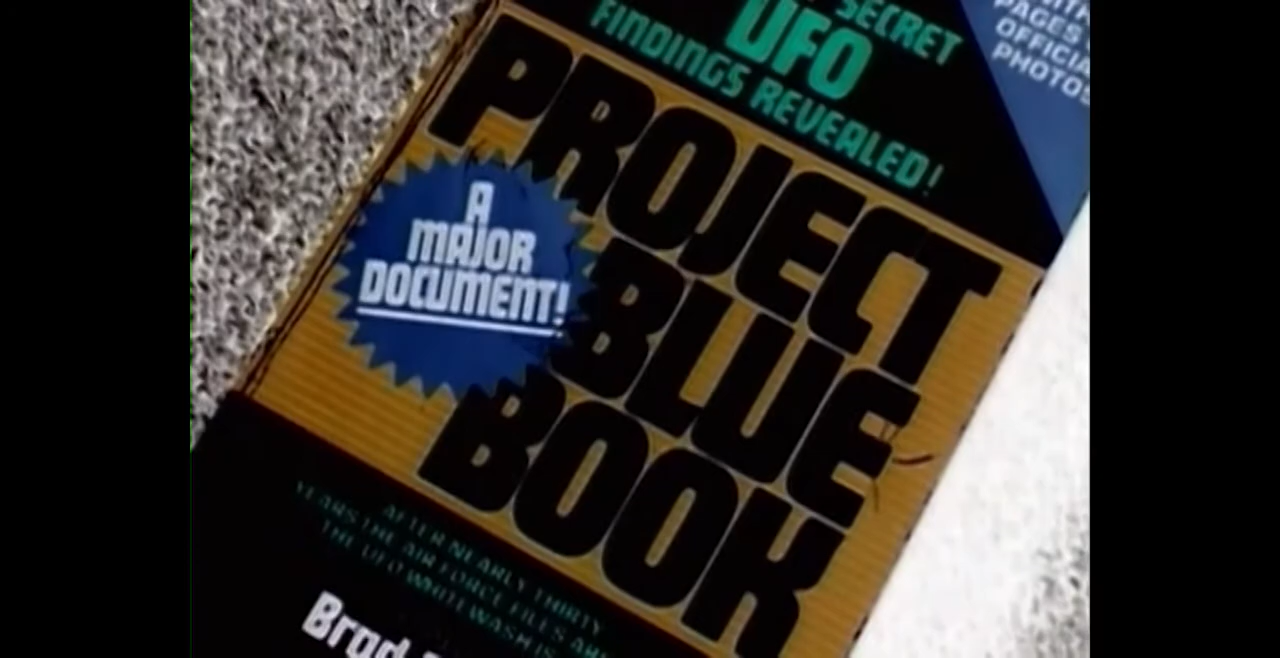 SECRET
UFO
FINDINGS REVEALED!
PAGES
OFFICIAL
PHOTOS
PROJECT
BLUE
BOOK
A
MAJOR
DOCUMENT!
AFTER NEARLY THIRTY
YEARS THE AIR FORCE FILES ARE
THE UFO WHITEWASH IS
Brad